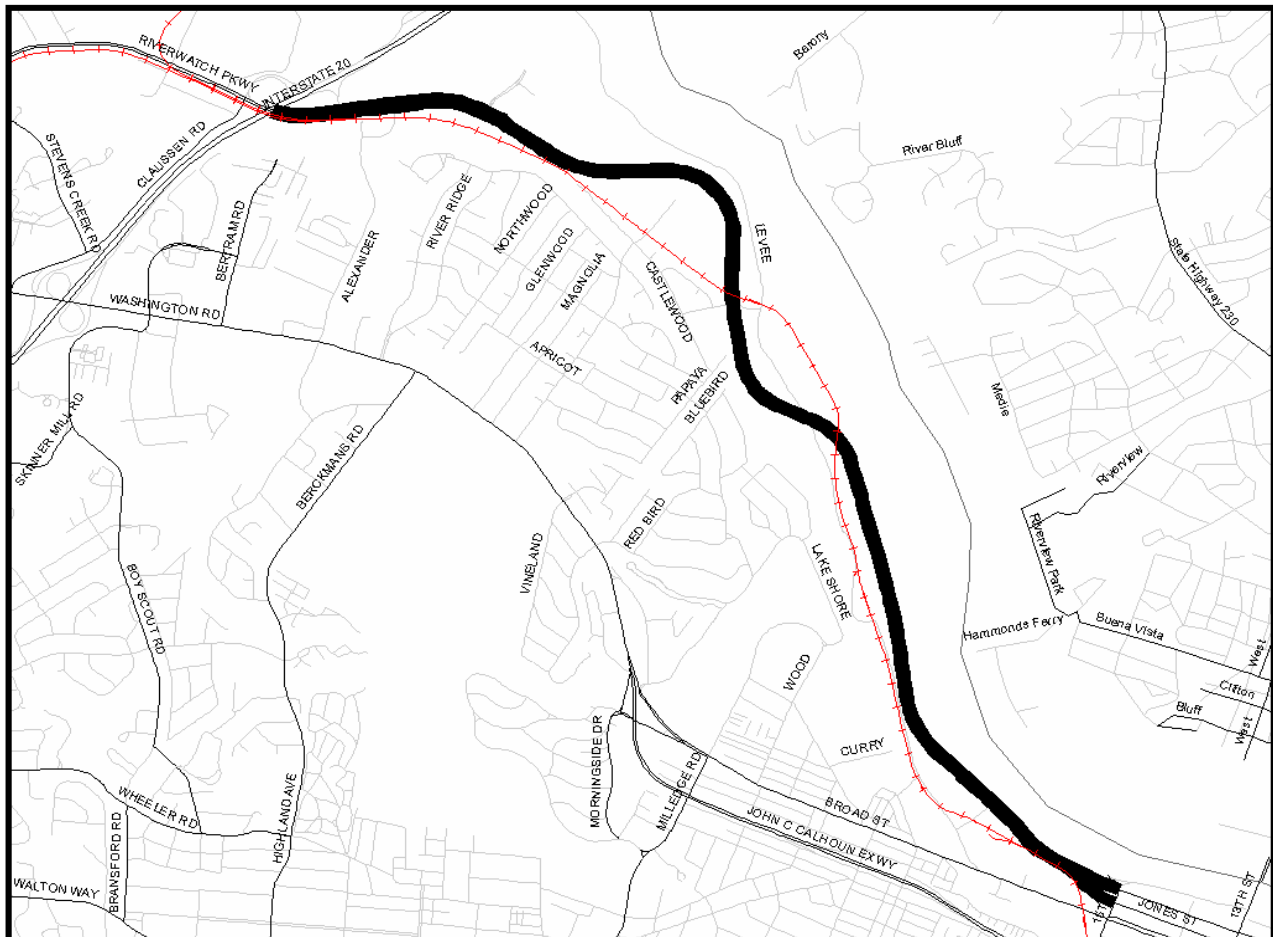 RIVERWATCH PKWY
INTERSTATE 20
Barony
River Bluff
STEVENS CREEK RD
CLAUSSEN RD
BERTRAM RD
ALEXANDER
RIVER RIDGE
NORTHWOOD
GLENWOOD
MAGNOLIA
CASTLEWOOD
LEVEE
State Highway 230
WASHINGTON RD
APRICOT
PAPAYA
BLUEBIRD
Medie
SKINNER MILL RD
BERCKMANS RD
Riverview
RED BIRD
VINELAND
LAKE SHORE
Riverview Park
BOY SCOUT RD
Hammonds Ferry
Buena Vista
West
WOOD
Clifton
Bluff
West
MORNINGSIDE DR
CURRY
MILLEDGE RD
WHEELER RD
HIGHLAND AVE
BROAD ST
JOHN C CALHOUN EXWY
BRANSFORD RD
WALTON WAY
JONES ST
13TH ST